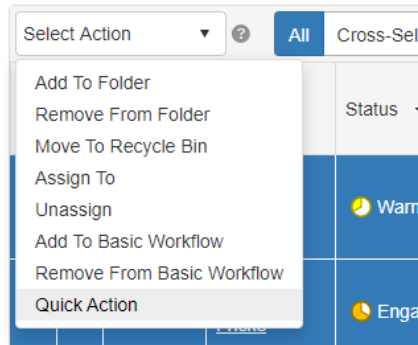 Select Action ▼ ? All Cross-Sel
Add To Folder
Remove From Folder
Status
Move To Recycle Bin
Assign To
Unassign
Warn
Add To Basic Workflow
Remove From Basic Workflow
Quick Action
Enga